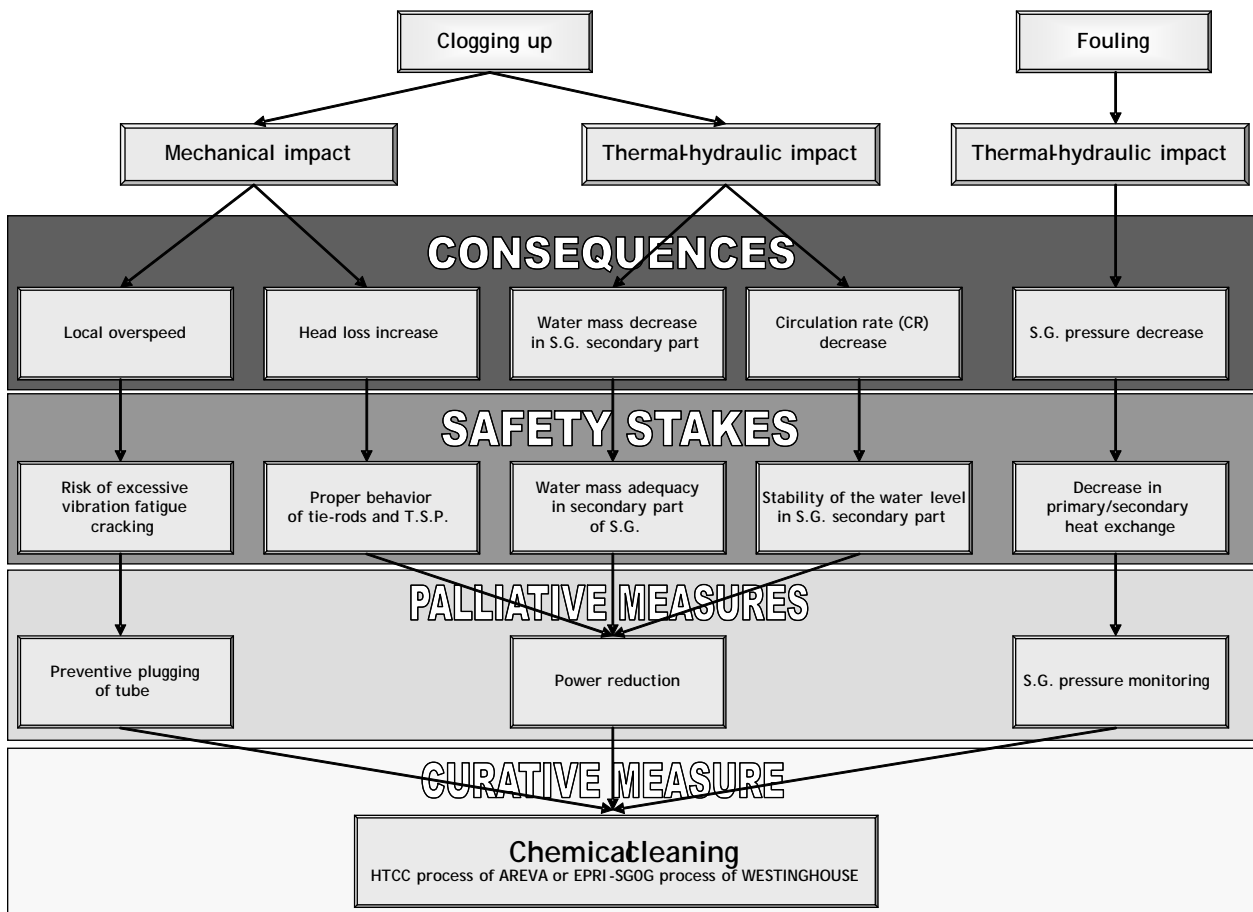 Clogging up
Fouling
Mechanical impact
Thermal-hydraulic impact
Thermal-hydraulic impact
CONSEQUENCES
Local overspeed
Head loss increase
Water mass decrease
in S.G. secondary part
Circulation rate (CR)
decrease
S.G. pressure decrease
SAFETY STAKES
Risk of excessive
vibration fatigue
cracking
Proper behavior
of tie-rods and T.S.P.
Water mass adequacy
in secondary part
of S.G.
Stability of the water level
in S.G. secondary part
Decrease in
primary/secondary
heat exchange
PALLIATIVE MEASURES
Preventive plugging
of tube
Power reduction
S.G. pressure monitoring
CURATIVE MEASURE
Chemical cleaning
HTCC process of AREVA or EPRI-SGOG process of WESTINGHOUSE